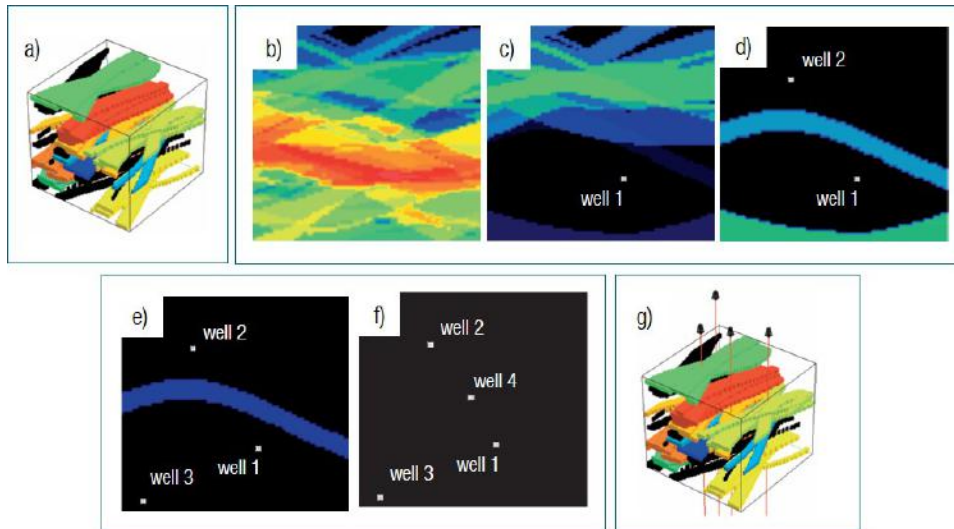 a)
b)
c)
well 1
d)
well 2
well 1
e)
well 2
well 1
well 3
f)
well 2
well 4
well 1
well 3
g)